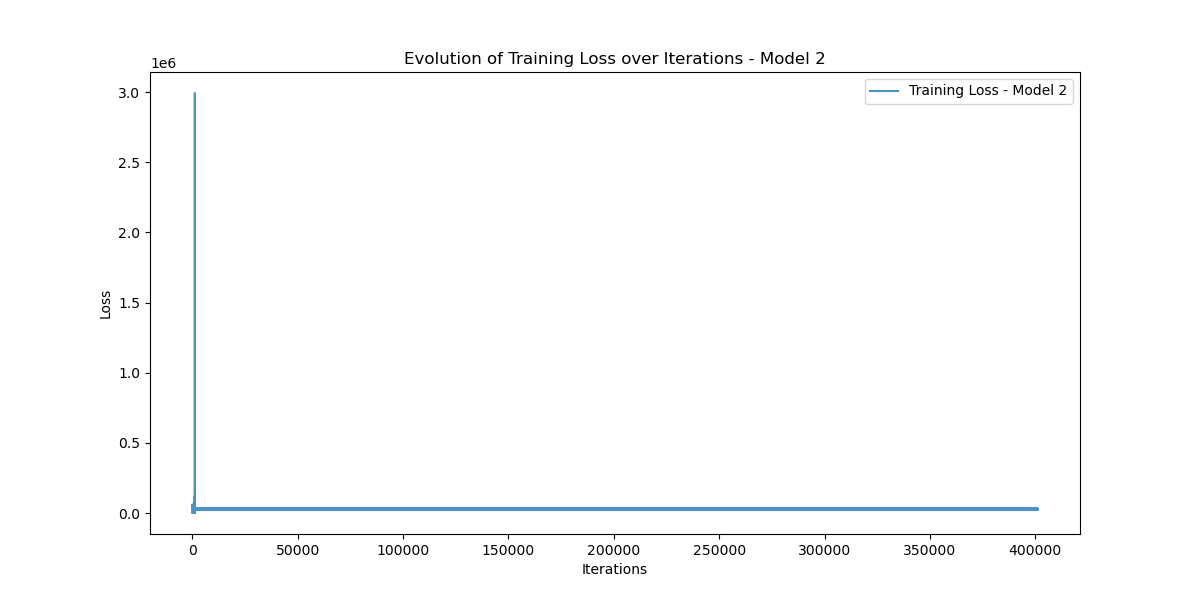 Evolution of Training Loss over Iterations - Model 2
1e6
Training Loss - Model 2
3.0
2.5
2.0
1.5
1.0
0.5
0.0
Loss
0 50000 100000 150000 200000 250000 300000 350000 400000
Iterations